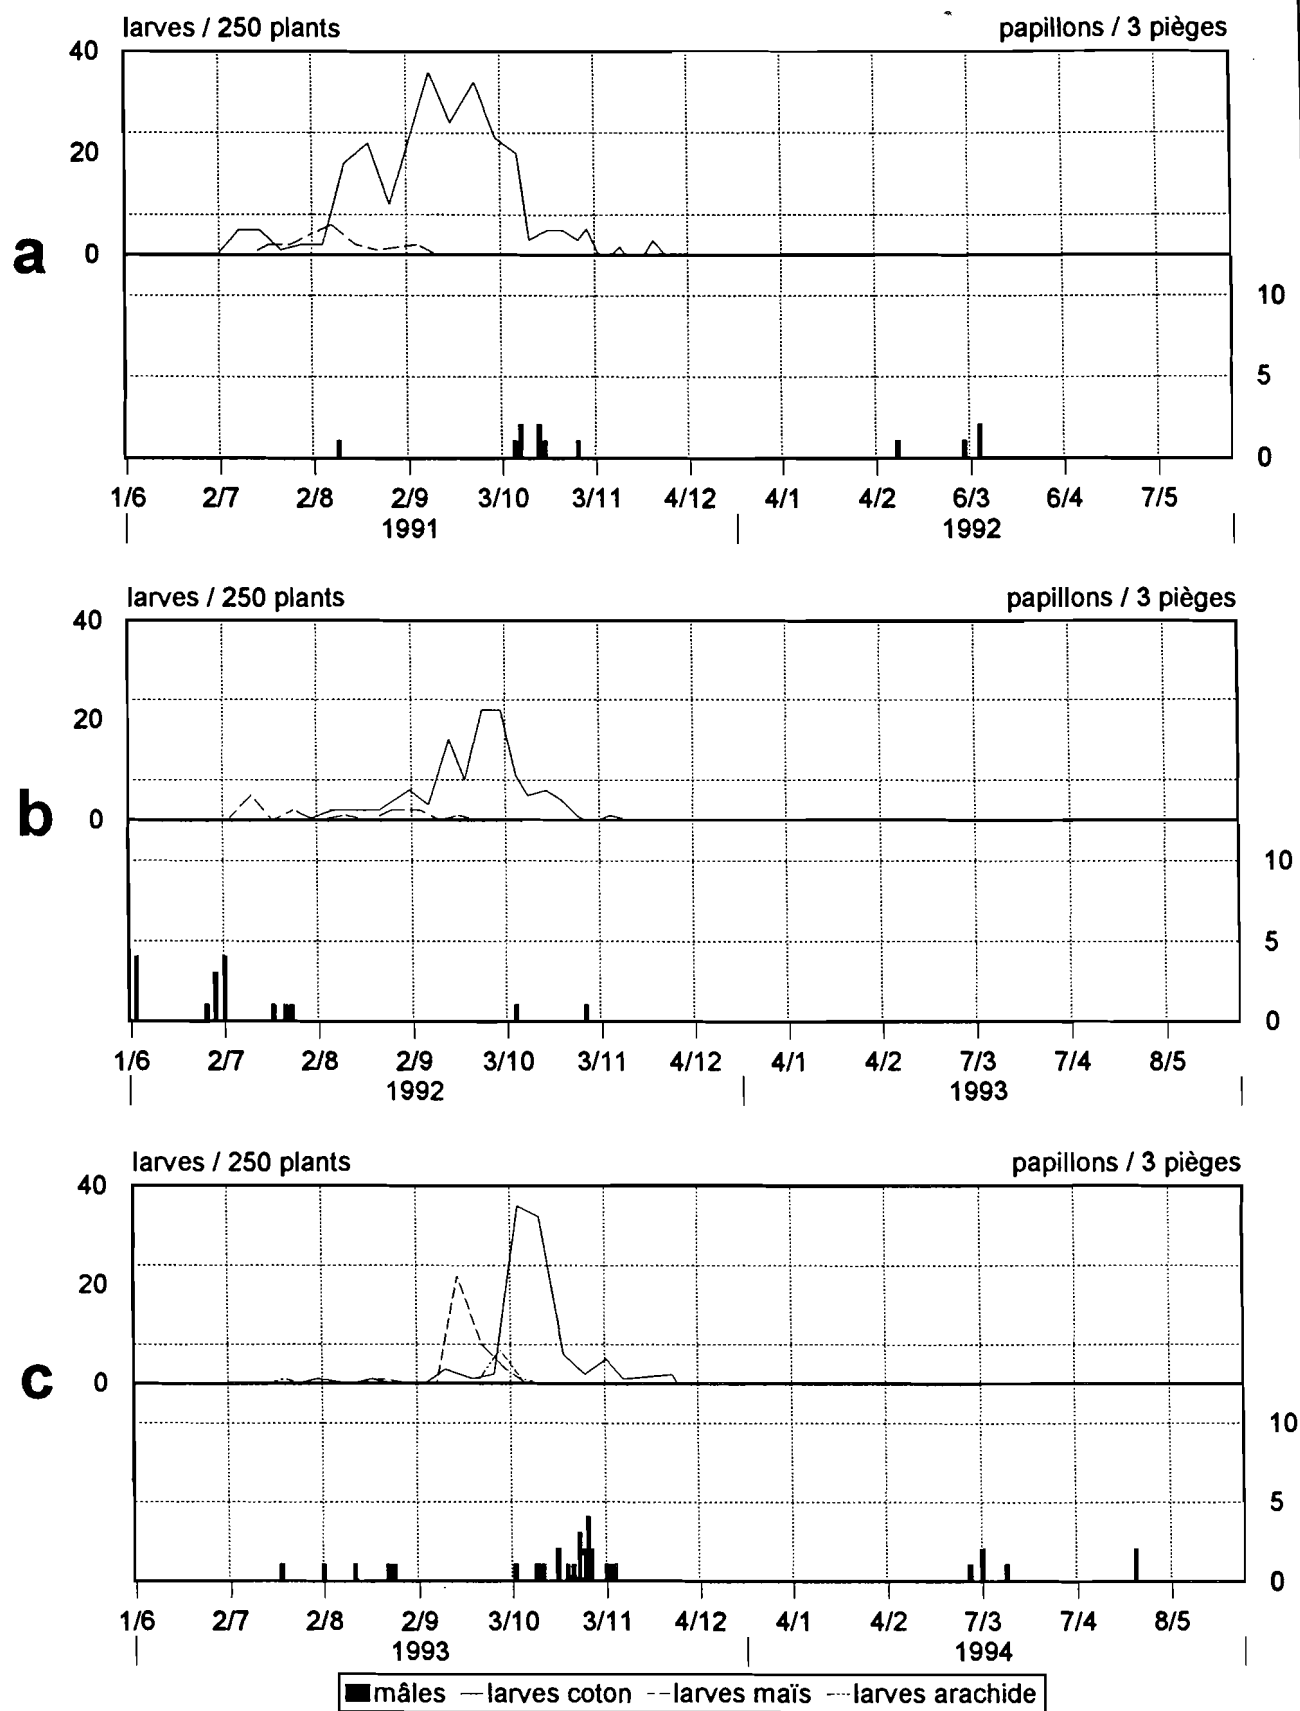 larves / 250 plants papillons / 3 pièges
40
20
a
0
10
5
0
1/6 2/7 2/8 2/9 3/10 3/11 4/12 4/1 4/2 6/3 6/4 7/5
1991 1992
larves / 250 plants papillons / 3 pièges
40
20
b
0
10
5
0
1/6 2/7 2/8 2/9 3/10 3/11 4/12 4/1 4/2 7/3 7/4 8/5
1992 1993
larves / 250 plants papillons / 3 pièges
40
20
c
0
10
5
0
1/6 2/7 2/8 2/9 3/10 3/11 4/12 4/1 4/2 7/3 7/4 8/5
1993 1994
mâles larves coton larves maïs larves arachide